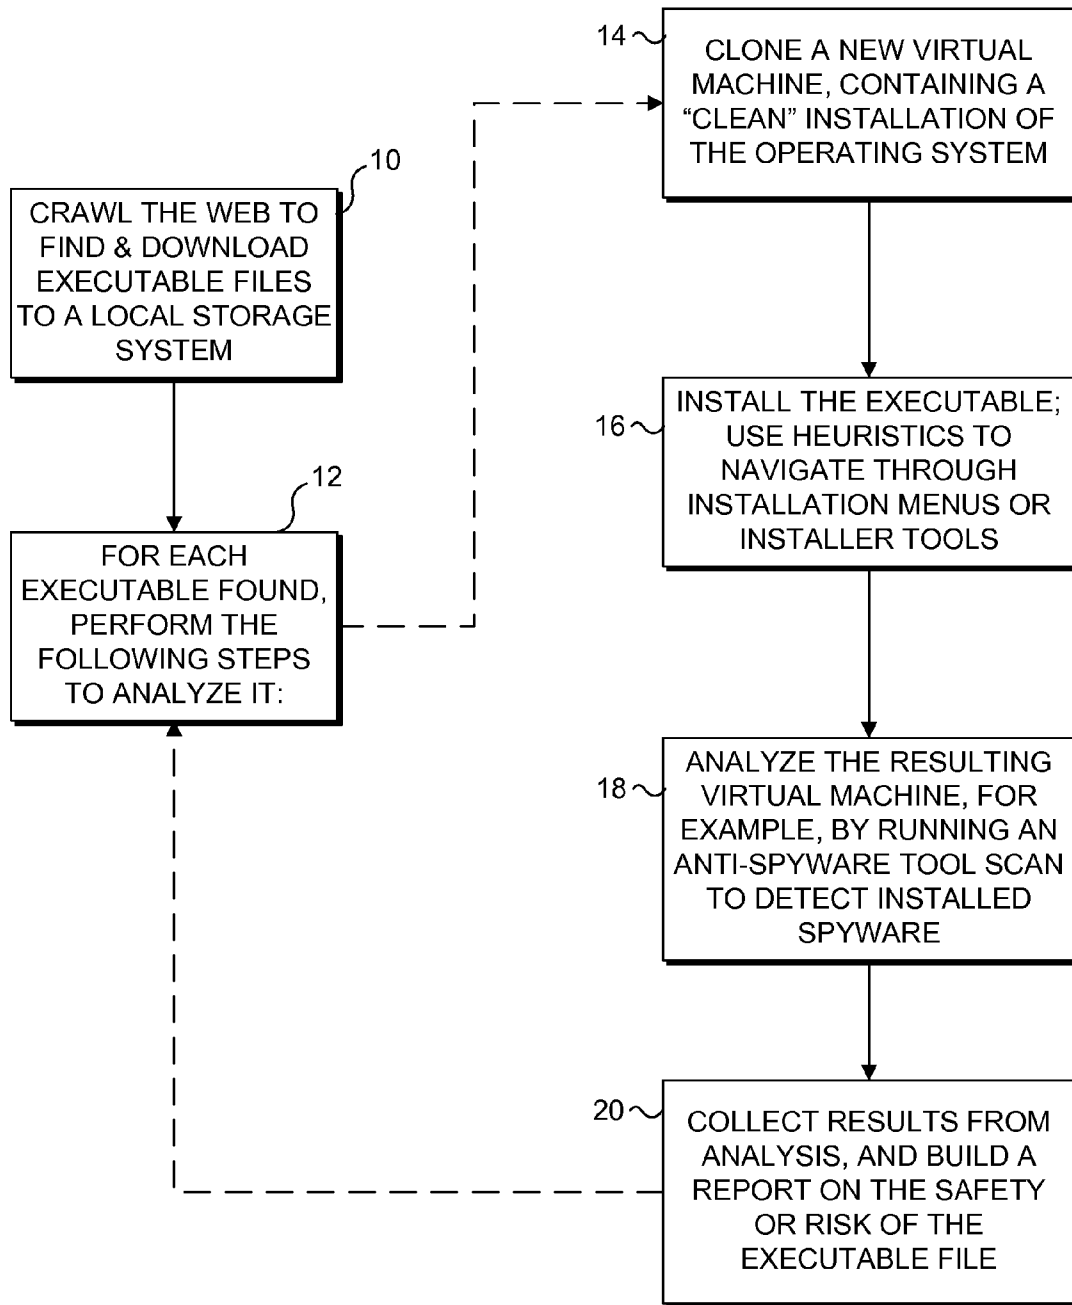 10
CRAWL THE WEB TO
FIND & DOWNLOAD
EXECUTABLE FILES
TO A LOCAL STORAGE
SYSTEM
12
FOR EACH
EXECUTABLE FOUND,
PERFORM THE
FOLLOWING STEPS
TO ANALYZE IT:
14
CLONE A NEW VIRTUAL
MACHINE, CONTAINING A
“CLEAN” INSTALLATION OF
THE OPERATING SYSTEM
16
INSTALL THE EXECUTABLE;
USE HEURISTICS TO
NAVIGATE THROUGH
INSTALLATION MENUS OR
INSTALLER TOOLS
18
ANALYZE THE RESULTING
VIRTUAL MACHINE, FOR
EXAMPLE, BY RUNNING AN
ANTI-SPYWARE TOOL SCAN
TO DETECT INSTALLED
SPYWARE
20
COLLECT RESULTS FROM
ANALYSIS, AND BUILD A
REPORT ON THE SAFETY
OR RISK OF THE
EXECUTABLE FILE